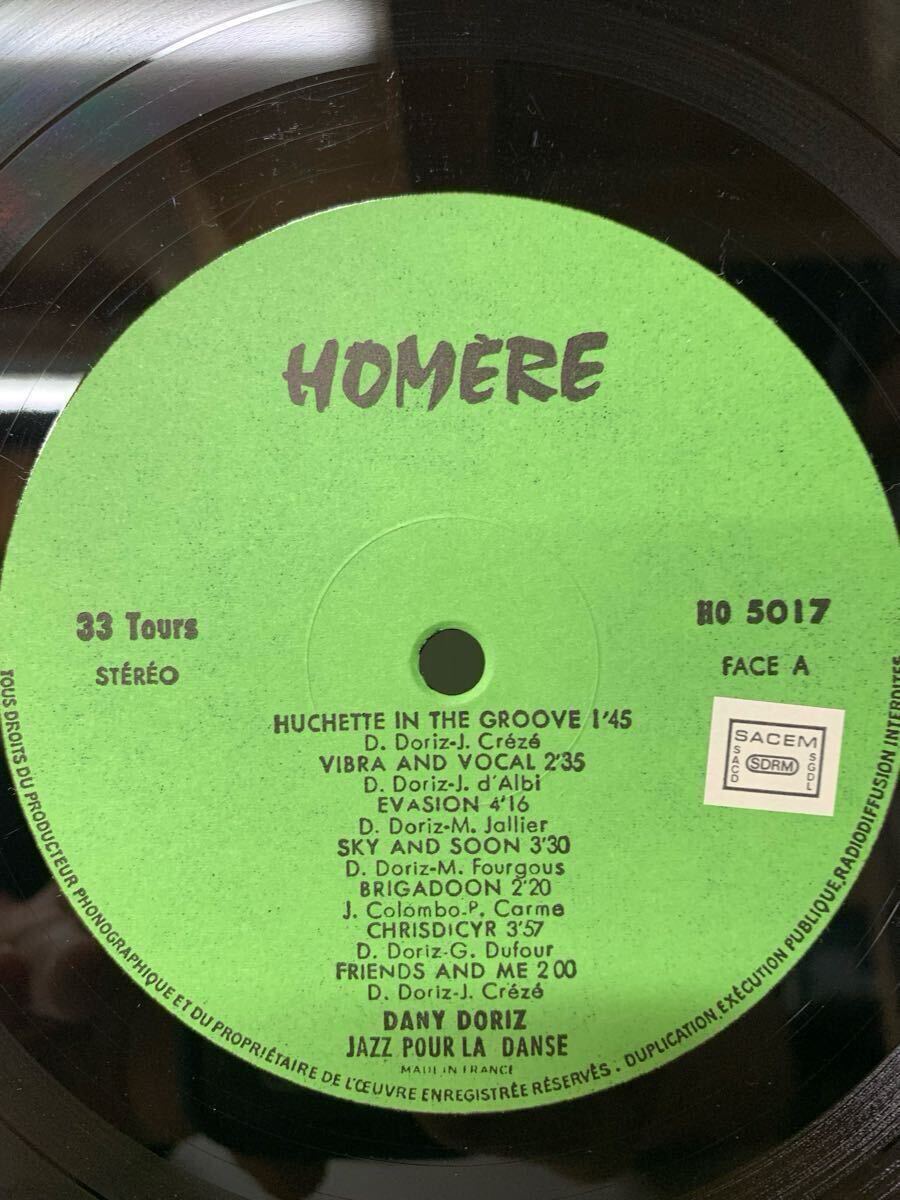 HOMÈRE
33 Tours
STÉRÉO
HO 5017
FACE A
SACEM
SACD
SDRM
SGDL
HUCHETTE IN THE GROOVE 1'45
D. Doriz-J. Crézé
VIBRA AND VOCAL 2'35
D. Doriz-J. d'Albi
EVASION 4'16
D. Doriz-M. Jallier
SKY AND SOON 3'30
D. Doriz-M. Fourgous
BRIGADOON 2'20
J. Colombo-P. Carme
CHRISDICYR 3'57
D. Doriz-G. Dufour
FRIENDS AND ME 2 00
D. Doriz-J. Crézé
DANY DORIZ
JAZZ POUR LA DANSE
MADE IN FRANCE
TOUS DROITS DU PRODUCTEUR PHONOGRAPHIQUE ET DU PROPRIÉTAIRE DE L'ŒUVRE ENREGISTRÉE RÉSERVÉS. DUPLICATION, EXÉCUTION PUBLIQUE, RADIODIFFUSION INTERDITES